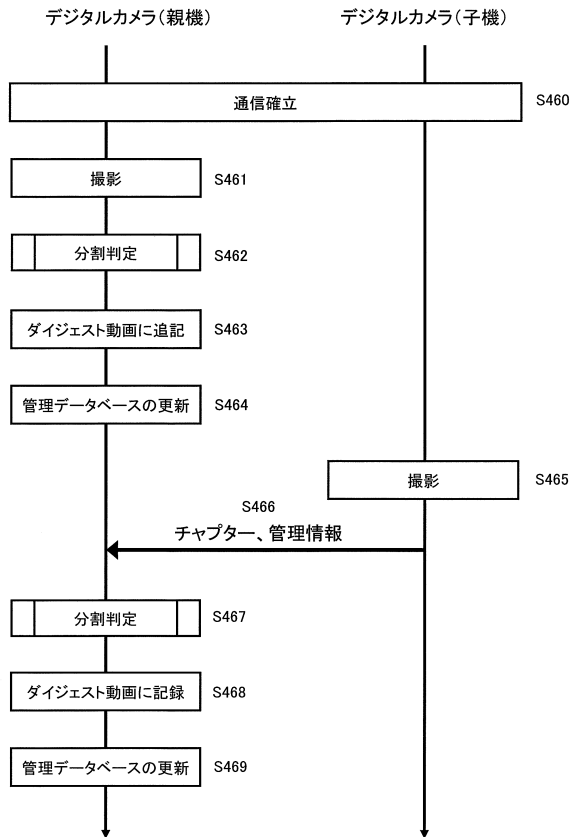 デジタルカメラ（親機）
デジタルカメラ（子機）
通信確立
S460
撮影
S461
分割判定
S462
ダイジェスト動画に追記
S463
管理データベースの更新
S464
撮影
S465
S466
チャプター、管理情報
分割判定
S467
ダイジェスト動画に記録
S468
管理データベースの更新
S469